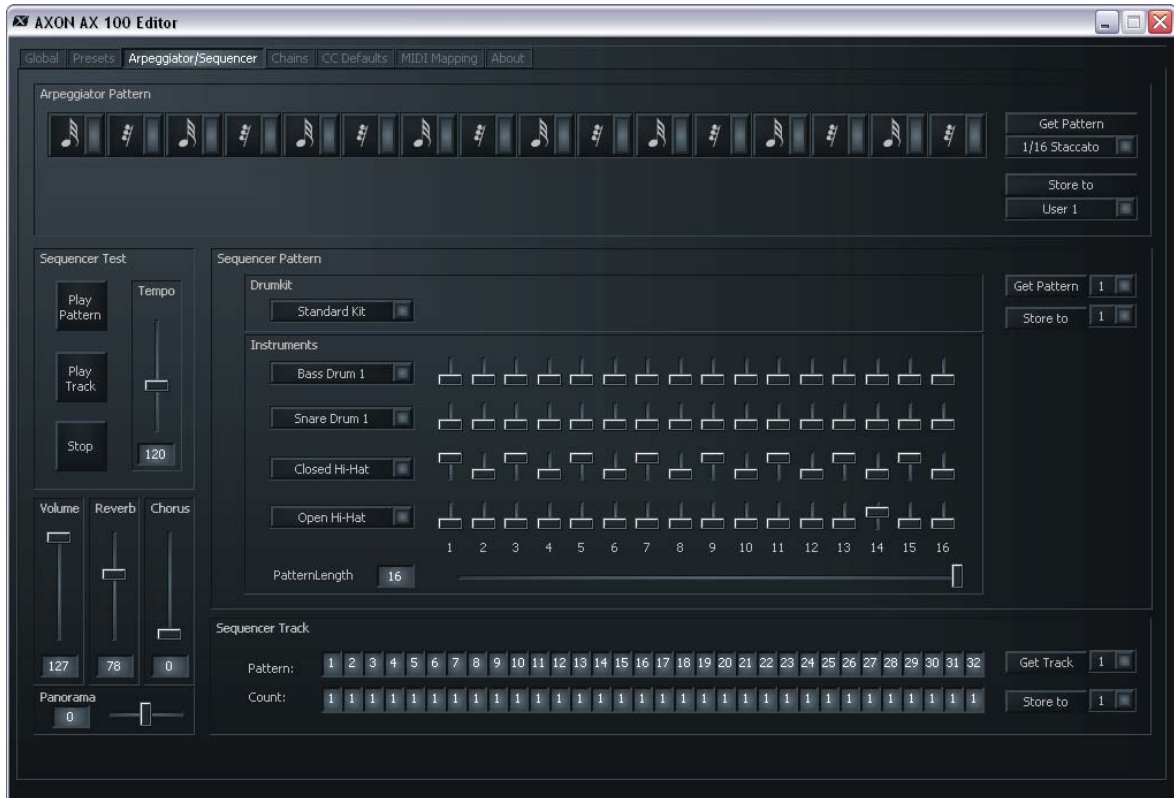 AXON AX 100 Editor
Global Presets Arpeggiator/Sequencer Chains CC Defaults MIDI Mapping About
Arpeggiator Pattern
Get Pattern
1/16 Staccato
Store to
User 1
Sequencer Test
Play Pattern
Tempo
Play Track
Stop
120
Sequencer Pattern
Drumkit
Standard Kit
Get Pattern 1
Store to 1
Instruments
Bass Drum 1
Snare Drum 1
Closed Hi-Hat
Open Hi-Hat
1 2 3 4 5 6 7 8 9 10 11 12 13 14 15 16
PatternLength 16
Volume Reverb Chorus
127 78 0
Panorama
0
Sequencer Track
Pattern: 1 2 3 4 5 6 7 8 9 10 11 12 13 14 15 16 17 18 19 20 21 22 23 24 25 26 27 28 29 30 31 32
Get Track 1
Count: 1 1 1 1 1 1 1 1 1 1 1 1 1 1 1 1 1 1 1 1 1 1 1 1 1 1 1 1 1 1 1 1
Store to 1